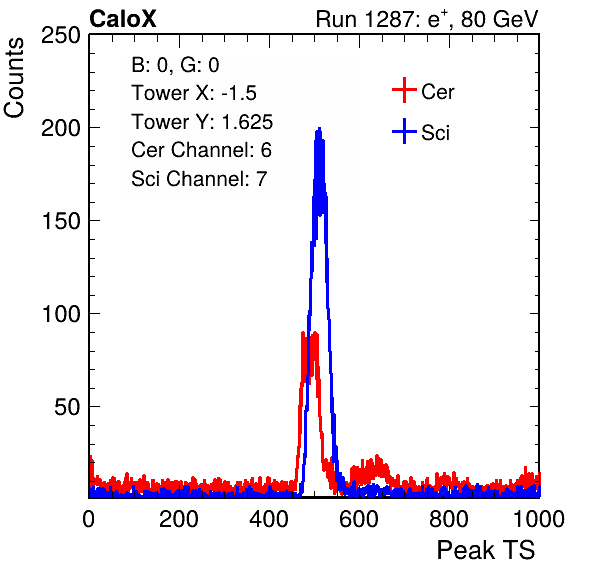 CaloX Run 1287: e⁺, 80 GeV
Counts
250
200
150
100
50
B: 0, G: 0
Tower X: -1.5
Tower Y: 1.625
Cer Channel: 6
Sci Channel: 7
Cer
Sci
0 200 400 600 800 1000
Peak TS